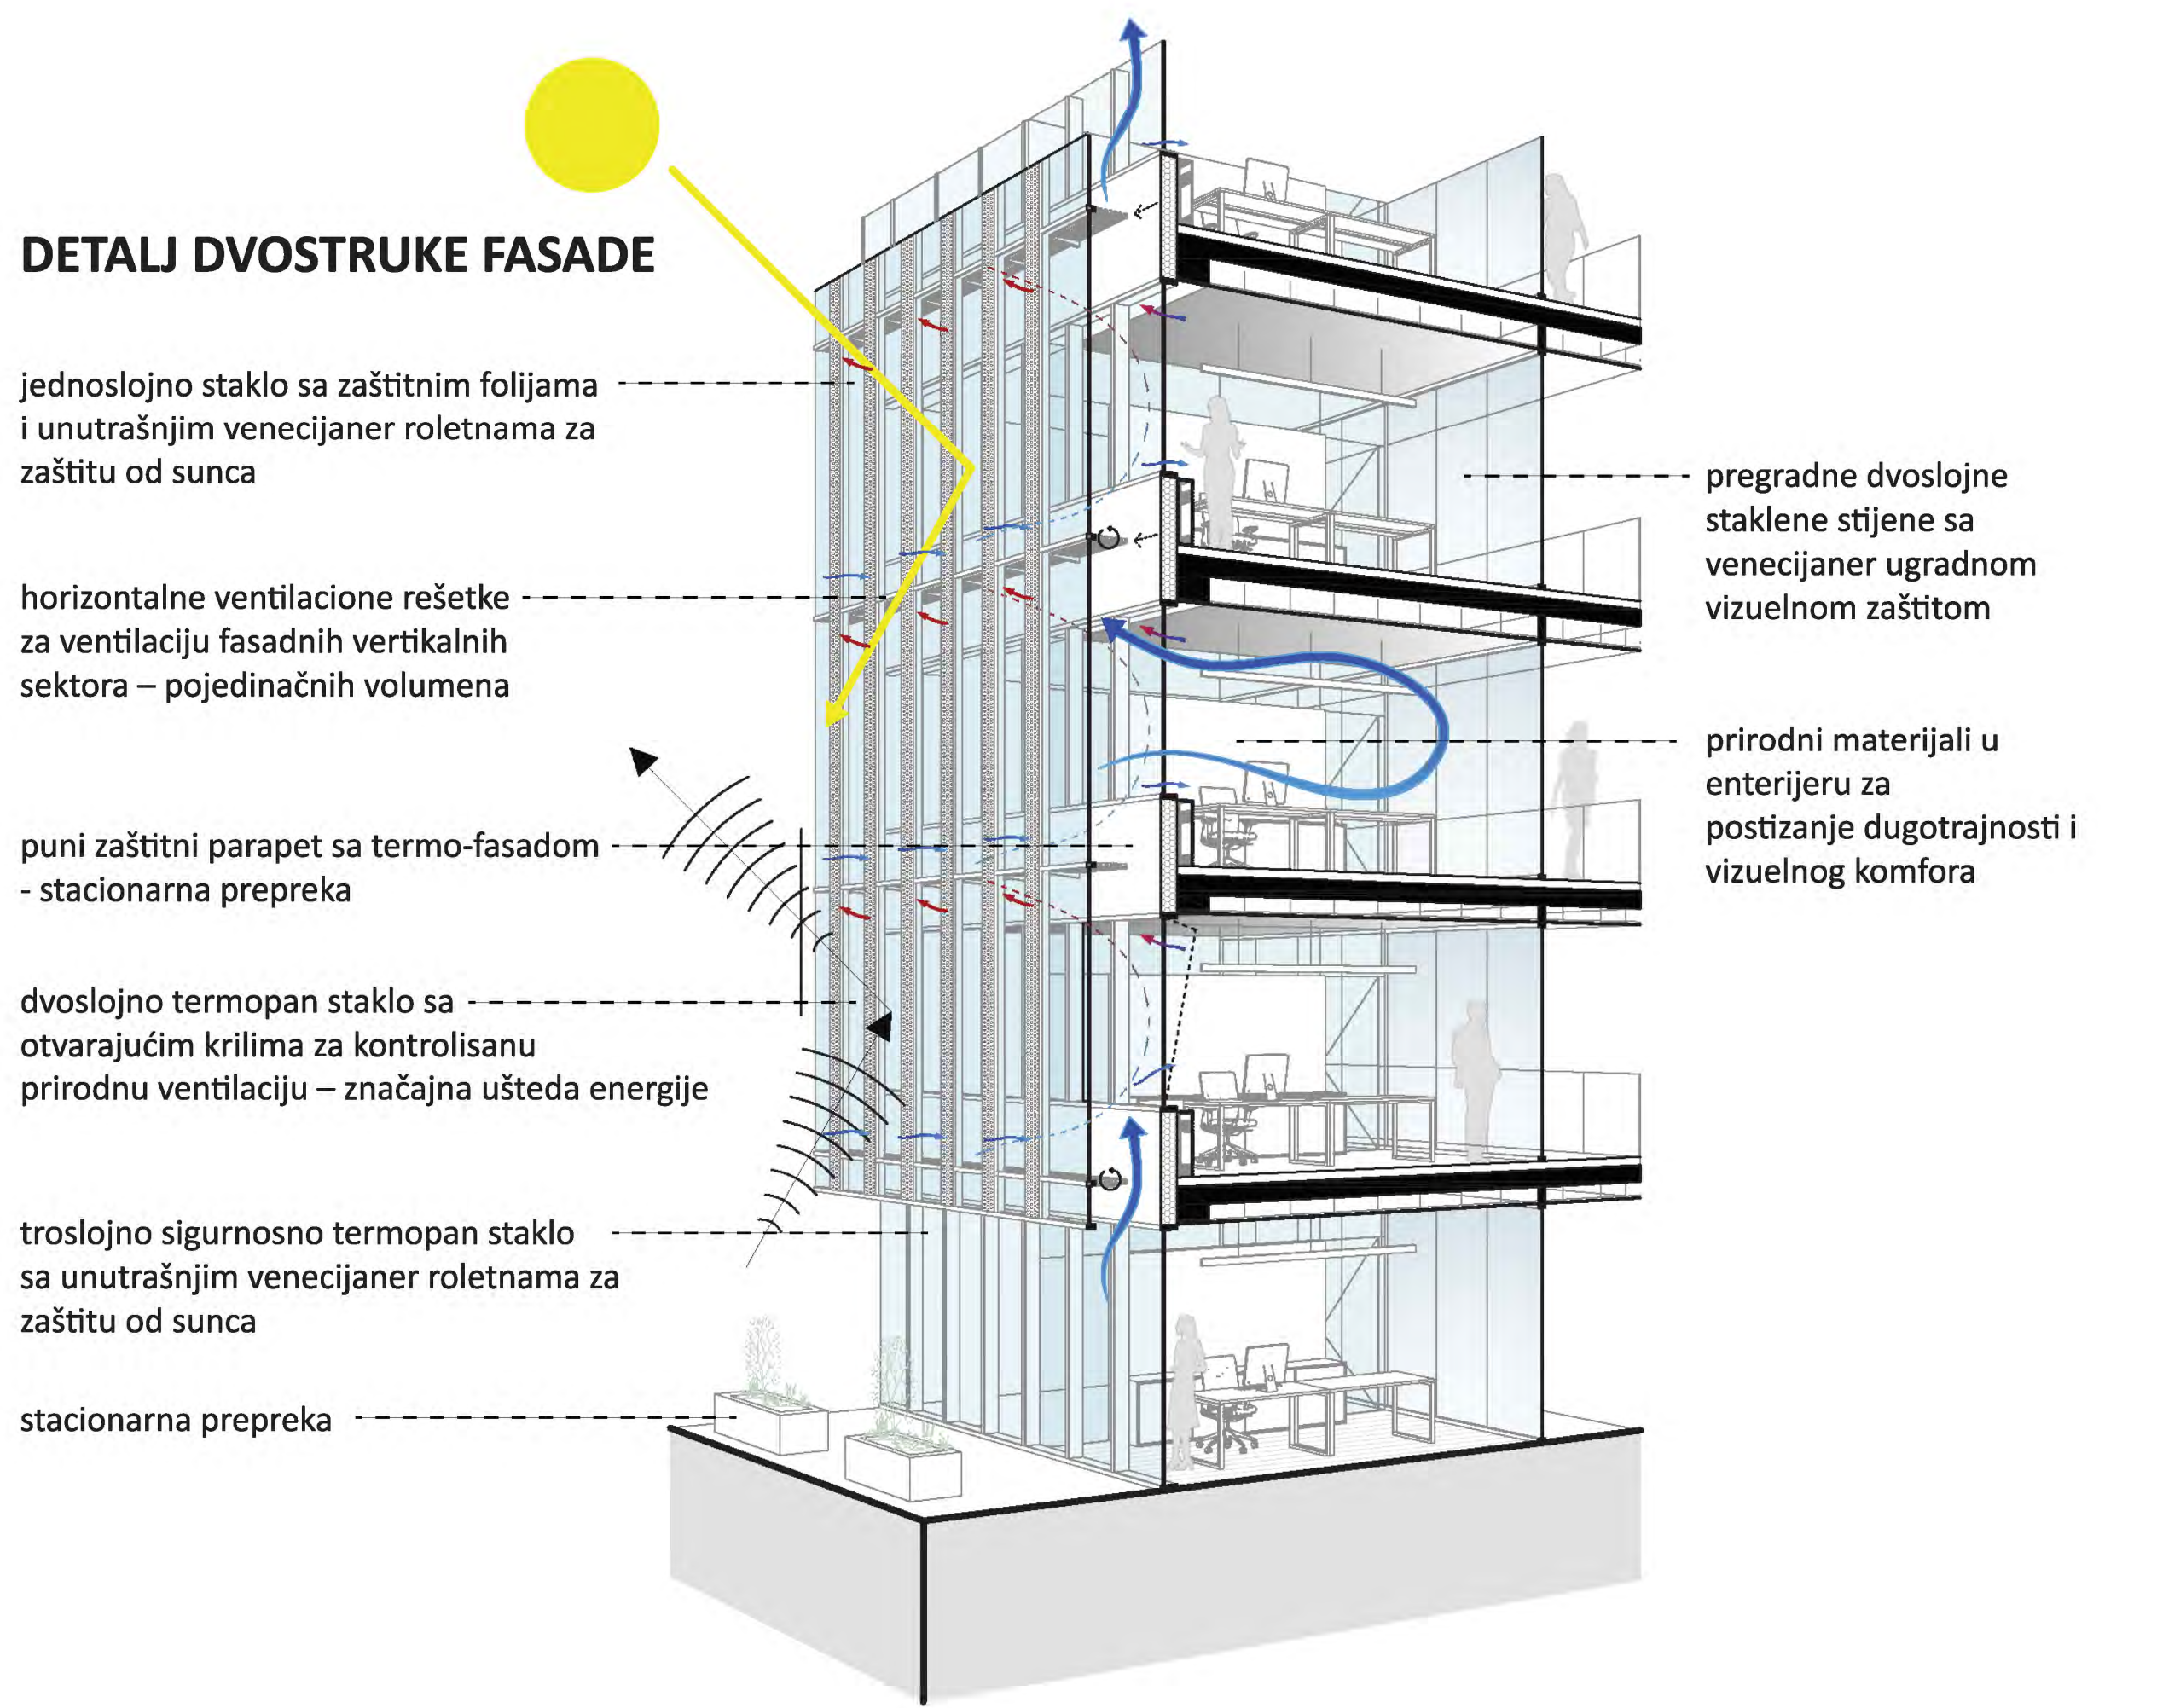 DETALJ DVOSTRUKE FASADE
jednoslojno staklo sa zaštitnim folijama
i unutrašnjim venecijaner roletnama za
zaštitu od sunca
horizontalne ventilacione rešetke
za ventilaciju fasadnih vertikalnih
sektora – pojedinačnih volumena
puni zaštitni parapet sa termo-fasadom
- stacionarna prepreka
dvoslojno termopan staklo sa
otvarajućim krilima za kontrolisanu
prirodnu ventilaciju – značajna ušteda energije
troslojno sigurnosno termopan staklo
sa unutrašnjim venecijaner roletnama za
zaštitu od sunca
stacionarna prepreka
pregradne dvoslojne
staklene stijene sa
venecijaner ugradnom
vizuelnom zaštitom
prirodni materijali u
enterijeru za
postizanje dugotrajnosti i
vizuelnog komfora